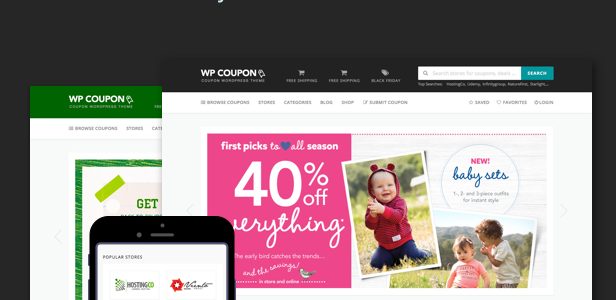 WP COUPON
COUPON WORDPRESS THEME
FREE SHIPPING
FREE SHIPPING
BLACK FRIDAY
Search stores for coupons, deals ...
SEARCH
Top Searches: HostingCo, Udemy, Infinitygroup, Naturefirst, Starlight,...
BROWSE COUPONS
STORES
CATEGORIES
BLOG
SHOP
SUBMIT COUPON
SAVED
FAVORITES
LOGIN
first picks to all season
40% off
everything*
The early bird catches the trends...
and the savings!
in store and online
NEW!
baby sets
1-, 2- and 3-piece outfits
for instant style
WP COUPON
COUPON WORDPRESS THEME
BROWSE COUPONS
STORES
CATE
GET
POPULAR STORES
HOSTINGCO